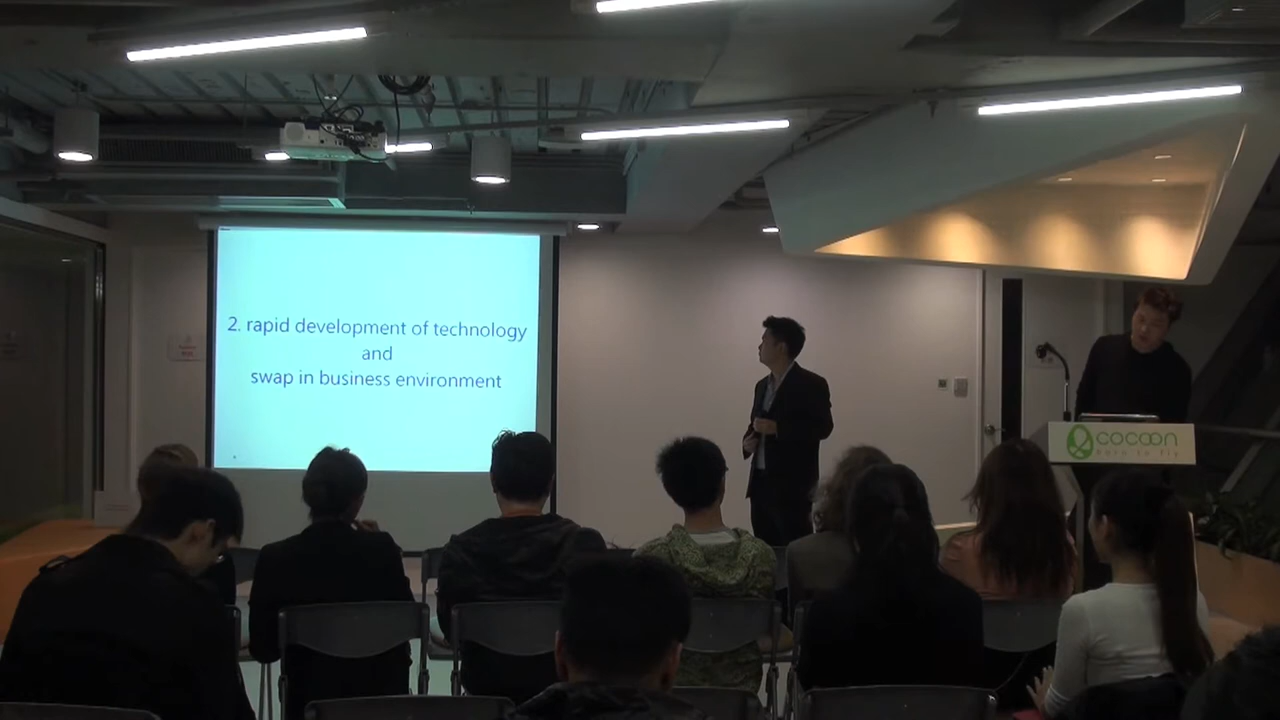 2. rapid development of technology
and
swap in business environment
cocoon
born to fly